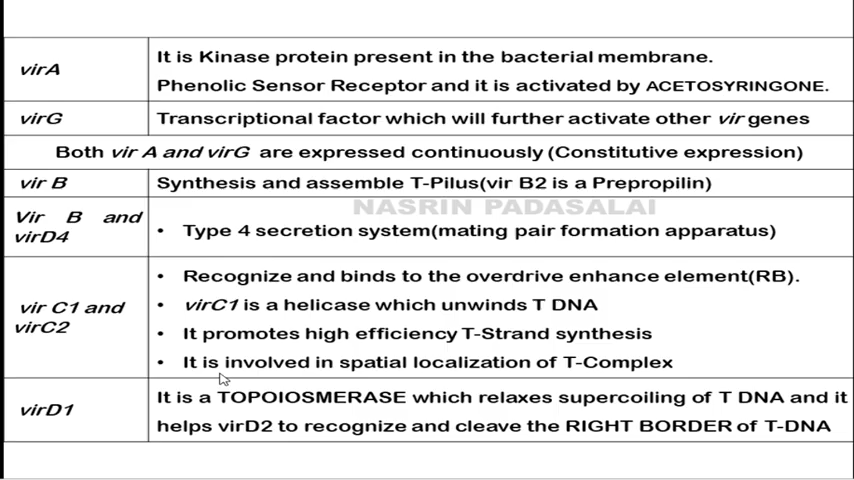 virA
It is Kinase protein present in the bacterial membrane.
Phenolic Sensor Receptor and it is activated by ACETOSYRINGONE.
virG
Transcriptional factor which will further activate other vir genes
Both vir A and virG are expressed continuously (Constitutive expression)
vir B
Synthesis and assemble T-Pilus(vir B2 is a Prepropilin)
NASRIN PADASALAI
Vir B and
virD4
• Type 4 secretion system(mating pair formation apparatus)
vir C1 and
virC2
• Recognize and binds to the overdrive enhance element(RB).
• virC1 is a helicase which unwinds T DNA
• It promotes high efficiency T-Strand synthesis
• It is involved in spatial localization of T-Complex
virD1
It is a TOPOIOSMERASE which relaxes supercoiling of T DNA and it
helps virD2 to recognize and cleave the RIGHT BORDER of T-DNA